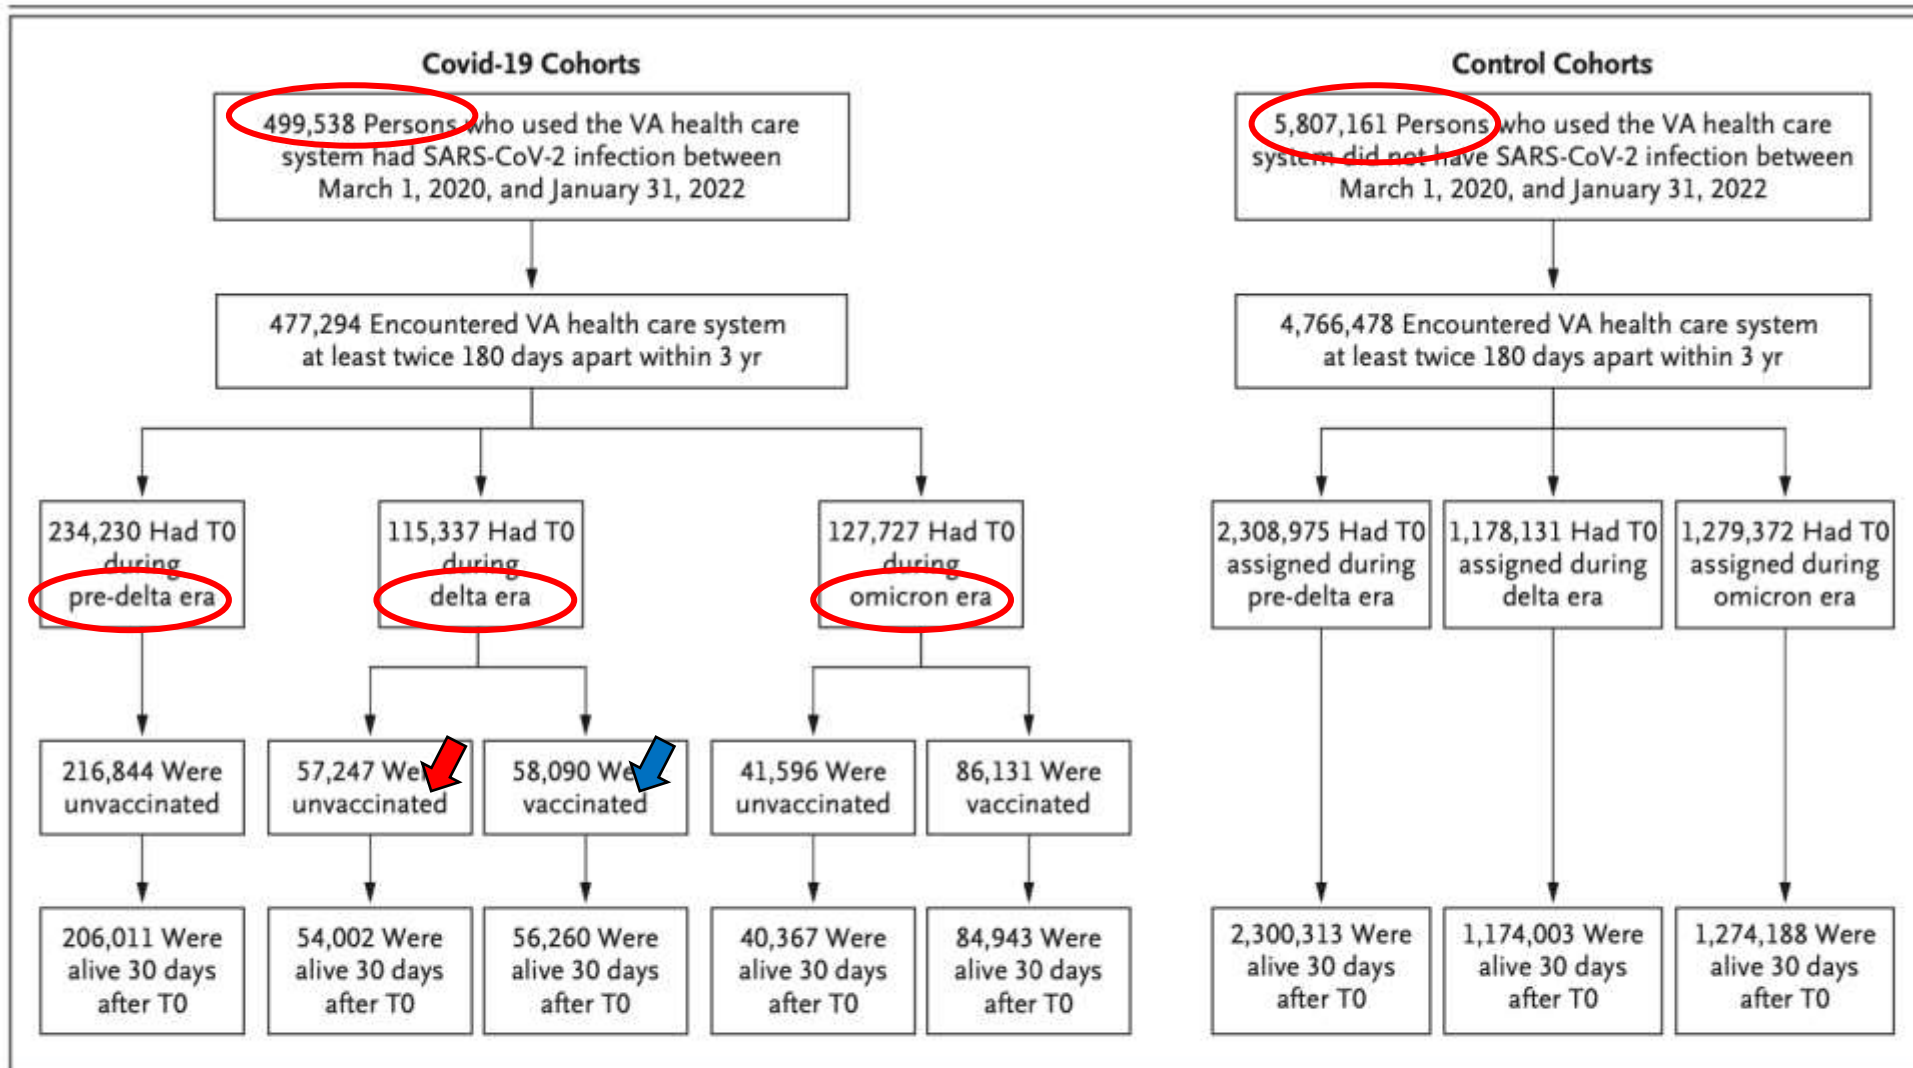 Covid-19 Cohorts
499,538 Persons who used the VA health care
system had SARS-CoV-2 infection between
March 1, 2020, and January 31, 2022
477,294 Encountered VA health care system
at least twice 180 days apart within 3 yr
234,230 Had T0
during
pre-delta era
115,337 Had T0
during
delta era
127,727 Had T0
during
omicron era
216,844 Were
unvaccinated
57,247 Were
unvaccinated
58,090 Were
vaccinated
41,596 Were
unvaccinated
86,131 Were
vaccinated
206,011 Were
alive 30 days
after T0
54,002 Were
alive 30 days
after T0
56,260 Were
alive 30 days
after T0
40,367 Were
alive 30 days
after T0
84,943 Were
alive 30 days
after T0
Control Cohorts
5,807,161 Persons who used the VA health care
system did not have SARS-CoV-2 infection between
March 1, 2020, and January 31, 2022
4,766,478 Encountered VA health care system
at least twice 180 days apart within 3 yr
2,308,975 Had T0
assigned during
pre-delta era
1,178,131 Had T0
assigned during
delta era
1,279,372 Had T0
assigned during
omicron era
2,300,313 Were
alive 30 days
after T0
1,174,003 Were
alive 30 days
after T0
1,274,188 Were
alive 30 days
after T0